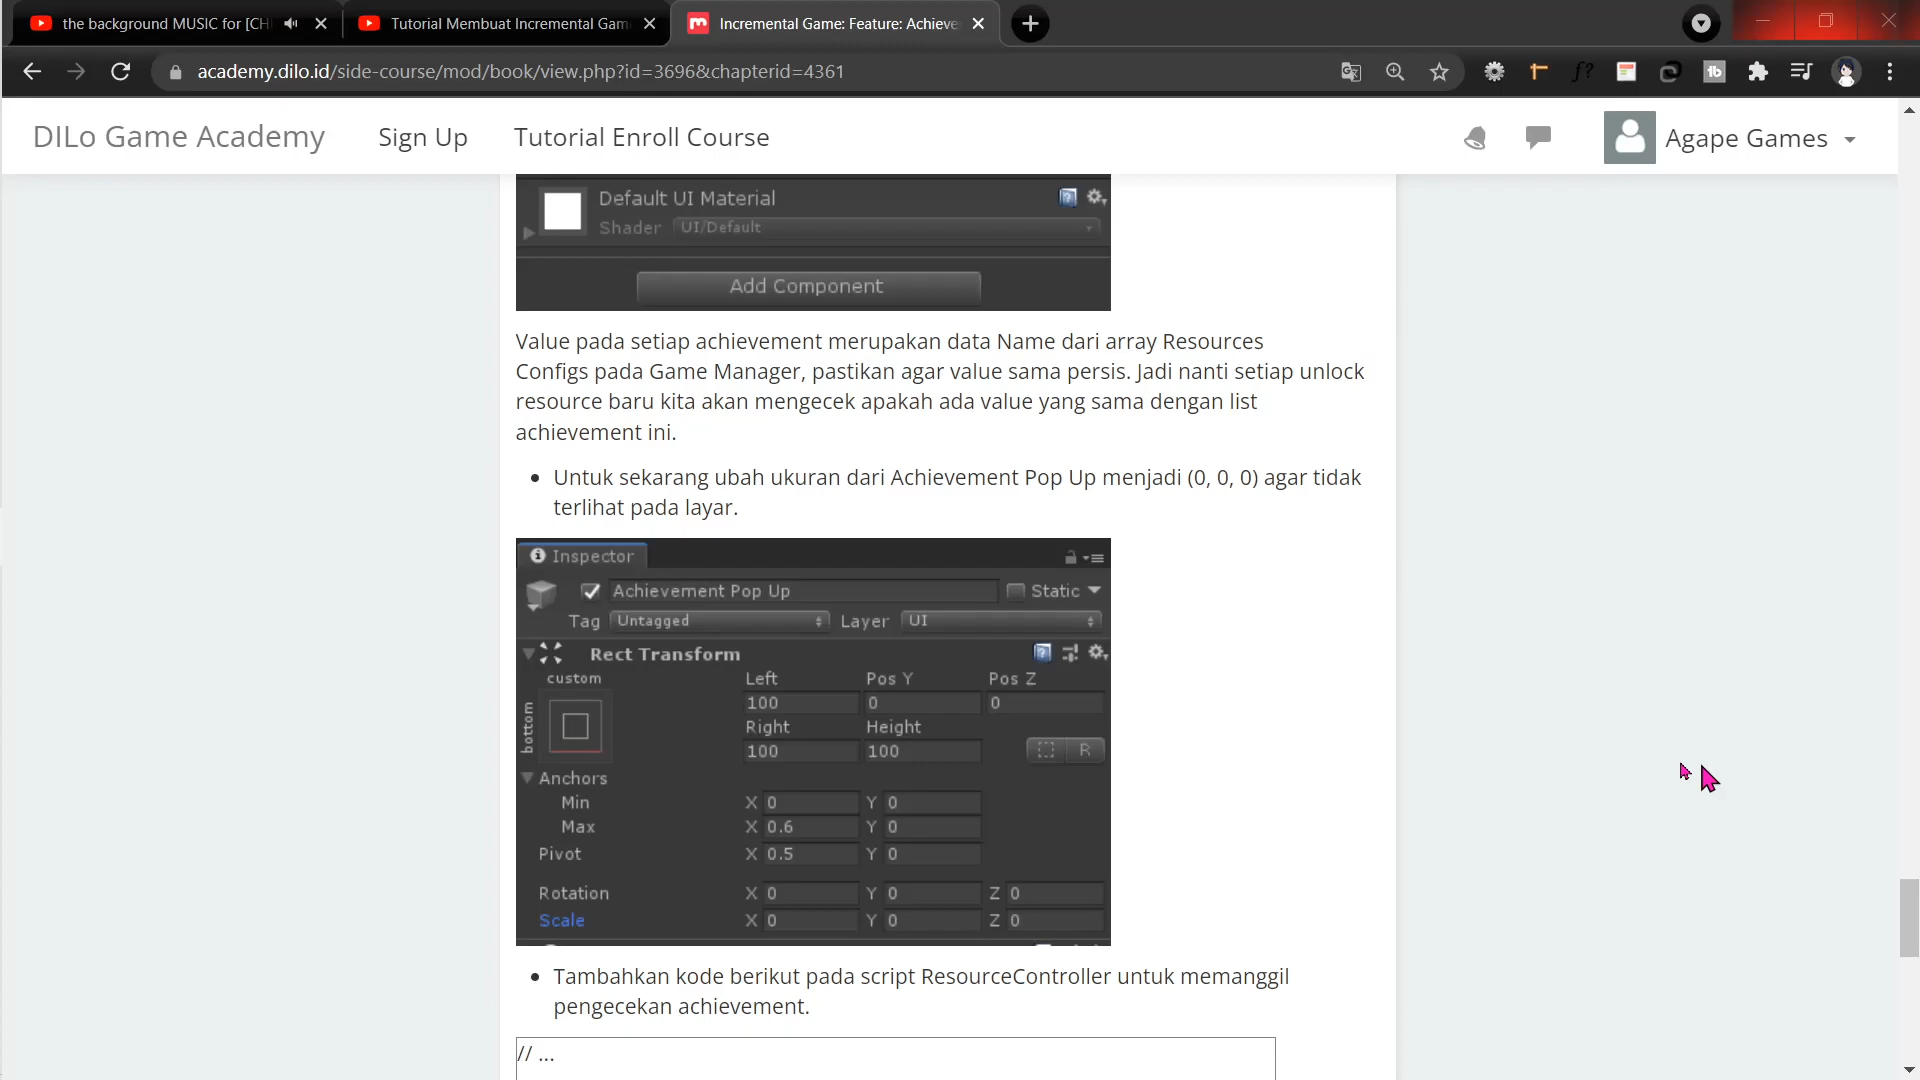 the background MUSIC for [CH
Tutorial Membuat Incremental Gam
Incremental Game: Feature: Achieve
academy.dilo.id/side-course/mod/book/view.php?id=3696&chapterid=4361
f?
tb
DILo Game Academy
Sign Up
Tutorial Enroll Course
Agape Games
Default UI Material
Shader UI/Default
Add Component
Value pada setiap achievement merupakan data Name dari array Resources
Configs pada Game Manager, pastikan agar value sama persis. Jadi nanti setiap unlock
resource baru kita akan mengecek apakah ada value yang sama dengan list
achievement ini.
• Untuk sekarang ubah ukuran dari Achievement Pop Up menjadi (0, 0, 0) agar tidak
terlihat pada layar.
Inspector
Achievement Pop Up Static
Tag Untagged Layer UI
Rect Transform
custom Left Pos Y Pos Z
bottom
100 0 0
Right Height
100 100 R
Anchors
Min X 0 Y 0
Max X 0.6 Y 0
Pivot X 0.5 Y 0
Rotation X 0 Y 0 Z 0
Scale X 0 Y 0 Z 0
• Tambahkan kode berikut pada script ResourceController untuk memanggil
pengecekan achievement.
// ...